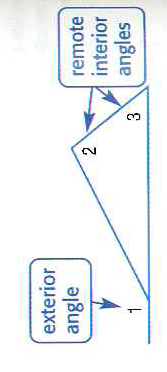 exterior
angle
remote
interior
angles
1
2
3